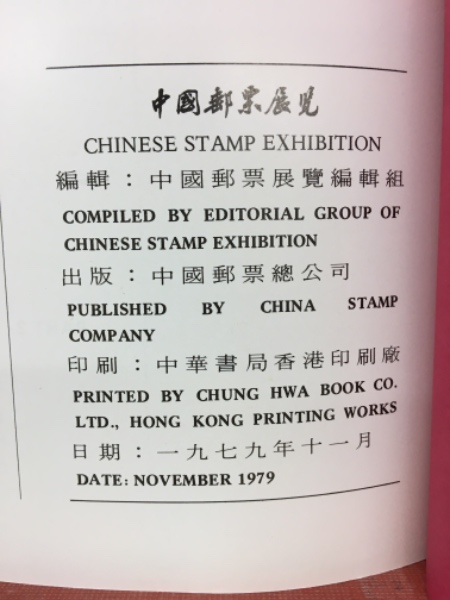 中國郵票展览
CHINESE STAMP EXHIBITION
編輯：中國郵票展覽編輯組
COMPILED BY EDITORIAL GROUP OF
CHINESE STAMP EXHIBITION
出版：中國郵票總公司
PUBLISHED BY CHINA STAMP
COMPANY
印刷：中華書局香港印刷廠
PRINTED BY CHUNG HWA BOOK CO.
LTD., HONG KONG PRINTING WORKS
日期：一九七九年十一月
DATE: NOVEMBER 1979